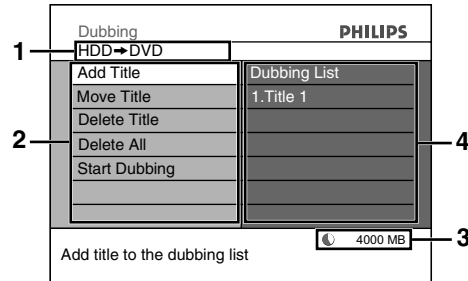 Dubbing
PHILIPS
1
HDD→DVD
Add Title
Move Title
Delete Title
Delete All
Start Dubbing
2
Dubbing List
1.Title 1
4
4000 MB
3
Add title to the dubbing list